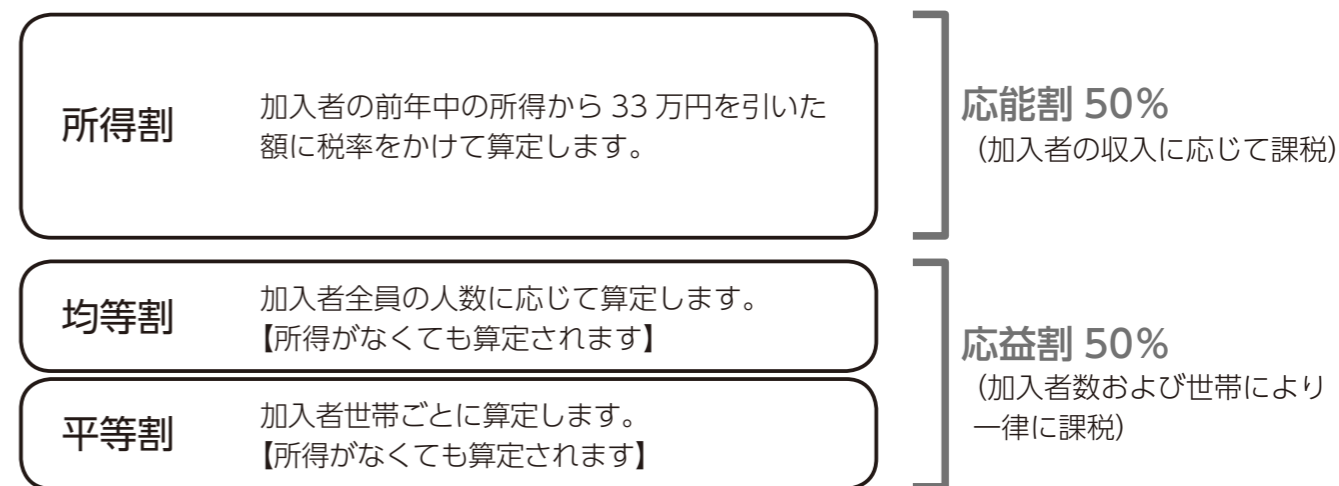 所得割
加入者の前年中の所得から 33 万円を引いた
額に税率をかけて算定します。
応能割 50%
(加入者の収入に応じて課税)
均等割
加入者全員の人数に応じて算定します。
【所得がなくても算定されます】
平等割
加入者世帯ごとに算定します。
【所得がなくても算定されます】
応益割 50%
(加入者数および世帯により
一律に課税)